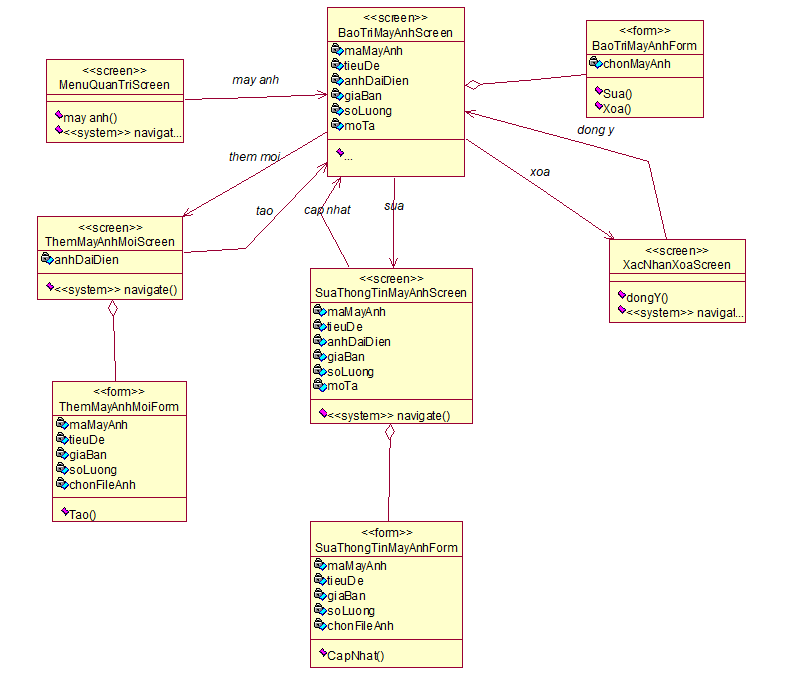 <<screen>>
BaoTriMayAnhScreen
maMayAnh
tieuDe
anhDaiDien
giaBan
soLuong
moTa
...
<<form>>
BaoTriMayAnhForm
chonMayAnh
Sua()
Xoa()
<<screen>>
MenuQuanTriScreen
may anh()
<<system>> navigat...
may anh
dong y
them moi
xoa
tao
cap nhat
sua
<<screen>>
ThemMayAnhMoiScreen
anhDaiDien
<<system>> navigate()
<<screen>>
XacNhanXoaScreen
dongY()
<<system>> navigat...
<<screen>>
SuaThongTinMayAnhScreen
maMayAnh
tieuDe
anhDaiDien
giaBan
soLuong
moTa
<<system>> navigate()
<<form>>
ThemMayAnhMoiForm
maMayAnh
tieuDe
giaBan
soLuong
chonFileAnh
Tao()
<<form>>
SuaThongTinMayAnhForm
maMayAnh
tieuDe
giaBan
soLuong
chonFileAnh
CapNhat()